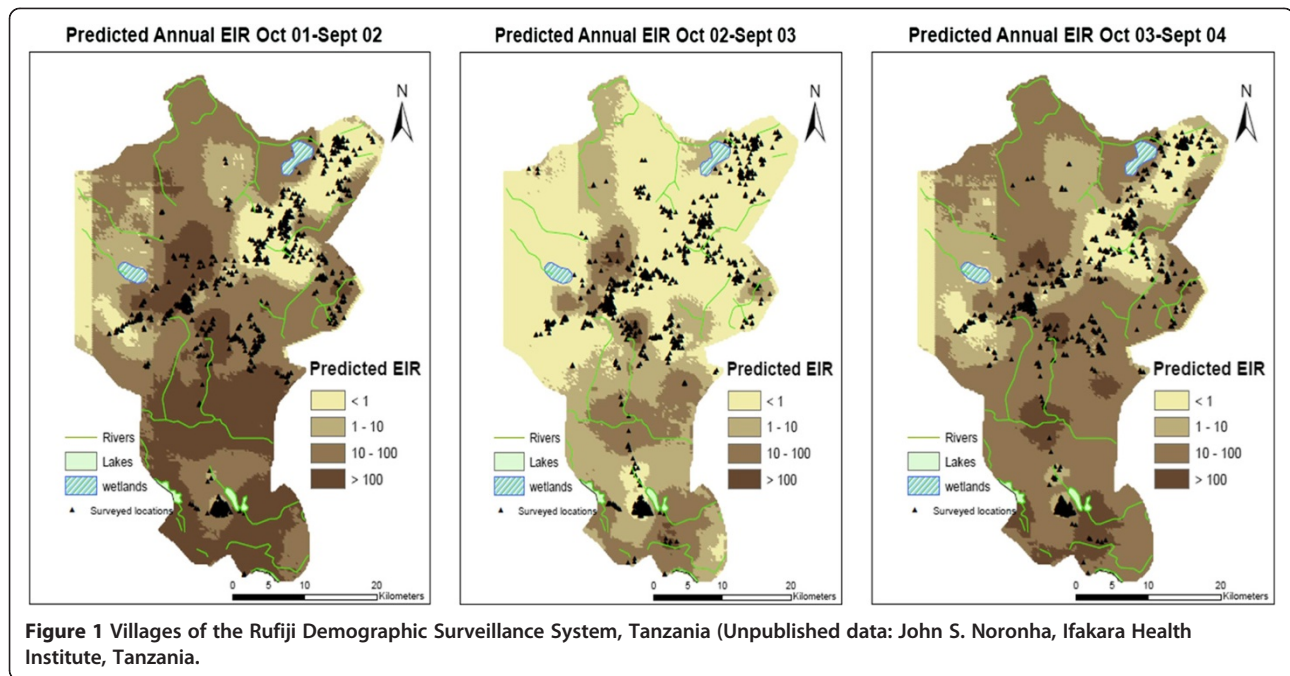 Predicted Annual EIR Oct 01-Sept 02
N
Predicted EIR
< 1
1 - 10
10 - 100
> 100
Rivers
Lakes
wetlands
Surveyed locations
0 5 10 20
Kilometers
Predicted Annual EIR Oct 02-Sept 03
N
Predicted EIR
< 1
1 - 10
10 - 100
> 100
Rivers
Lakes
wetlands
Surveyed locations
0 5 10 20
Kilometers
Predicted Annual EIR Oct 03-Sept 04
N
Predicted EIR
< 1
1 - 10
10 - 100
> 100
Rivers
Lakes
wetlands
Surveyed locations
0 5 10 20
Kilometers
Figure 1 Villages of the Rufiji Demographic Surveillance System, Tanzania (Unpublished data: John S. Noronha, Ifakara Health
Institute, Tanzania.